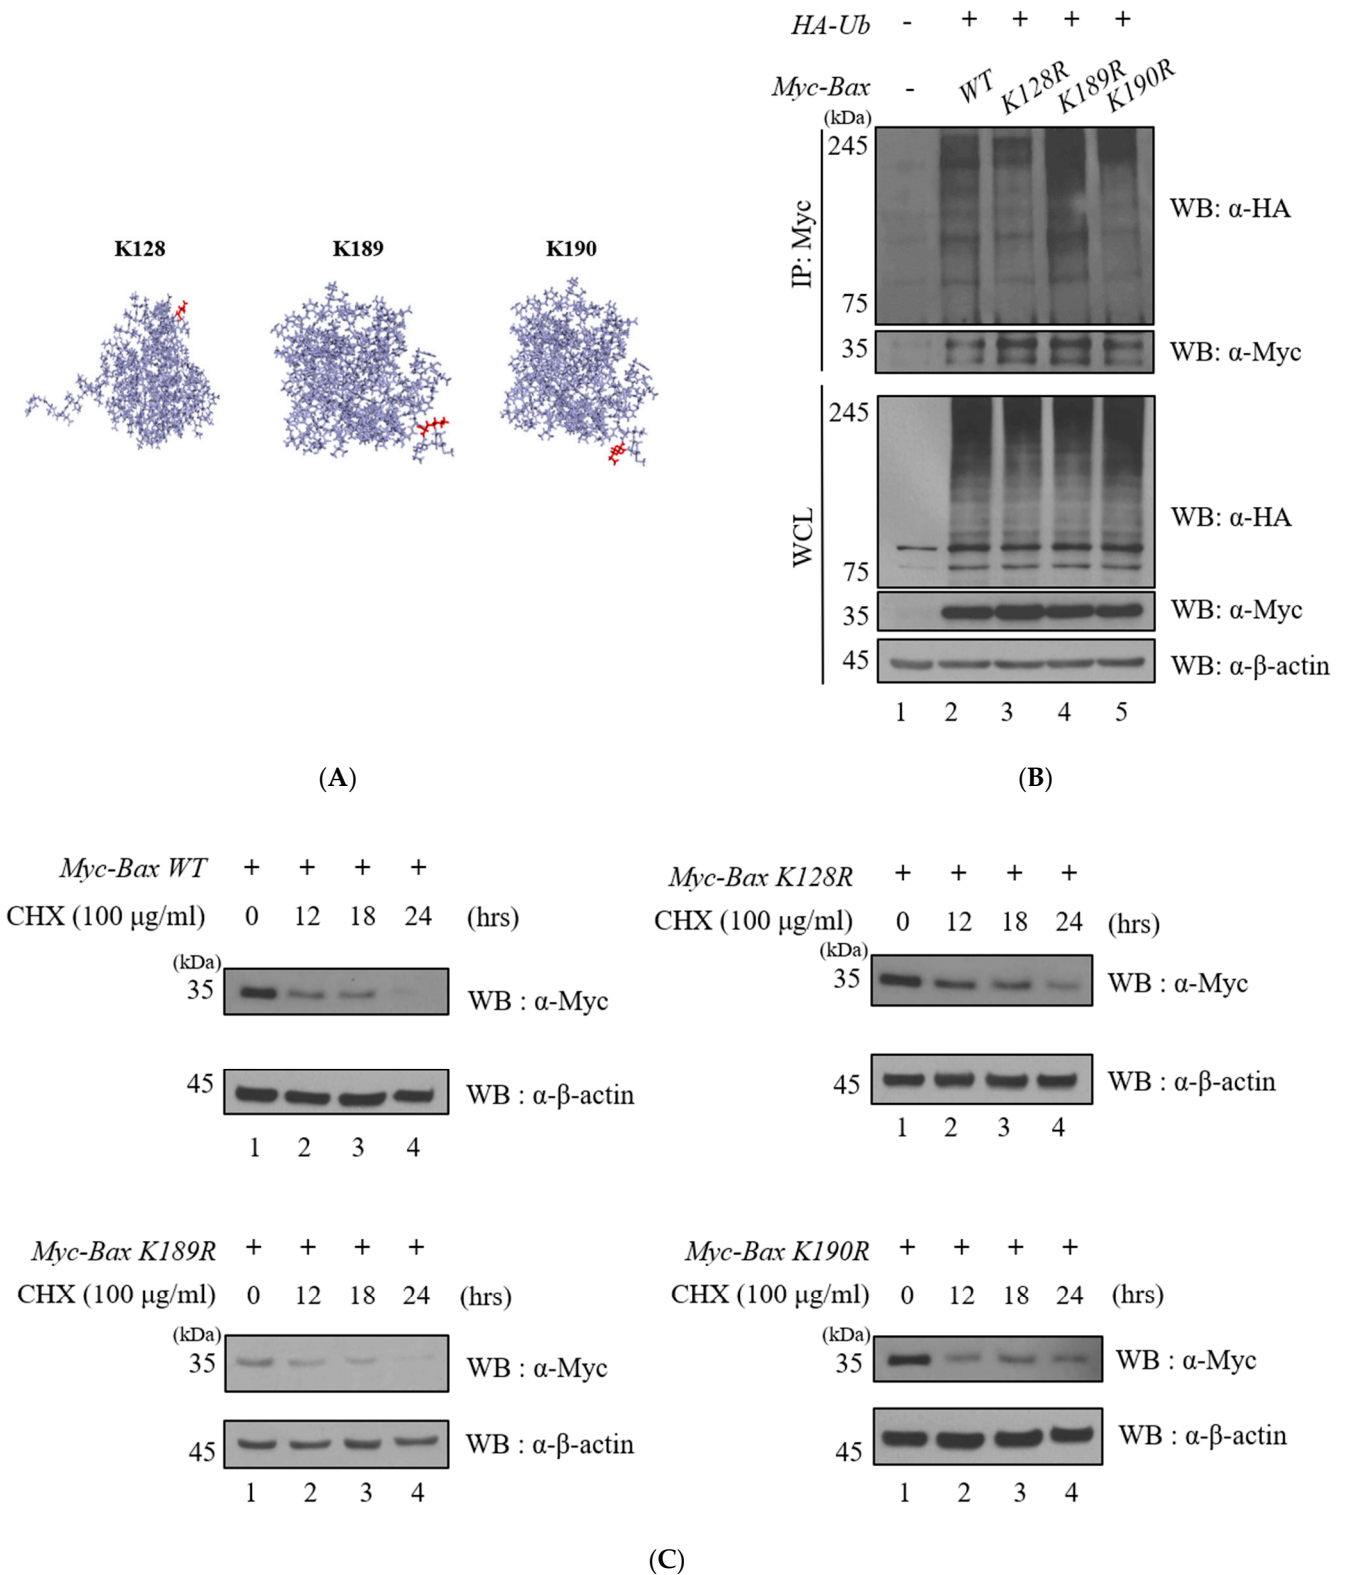 K128 K189 K190
(A)
HA-Ub - + + + +
Myc-Bax - WT K128R K189R K190R
(kDa)
IP: Myc
245
WB: α-HA
75
35 WB: α-Myc
WCL
245
WB: α-HA
75
35 WB: α-Myc
45 WB: α-β-actin
1 2 3 4 5
(B)
Myc-Bax WT + + + +
CHX (100 μg/ml) 0 12 18 24 (hrs)
(kDa)
35 WB : α-Myc
45 WB : α-β-actin
1 2 3 4
Myc-Bax K128R + + + +
CHX (100 μg/ml) 0 12 18 24 (hrs)
(kDa)
35 WB : α-Myc
45 WB : α-β-actin
1 2 3 4
Myc-Bax K189R + + + +
CHX (100 μg/ml) 0 12 18 24 (hrs)
(kDa)
35 WB : α-Myc
45 WB : α-β-actin
1 2 3 4
Myc-Bax K190R + + + +
CHX (100 μg/ml) 0 12 18 24 (hrs)
(kDa)
35 WB : α-Myc
45 WB : α-β-actin
1 2 3 4
(C)